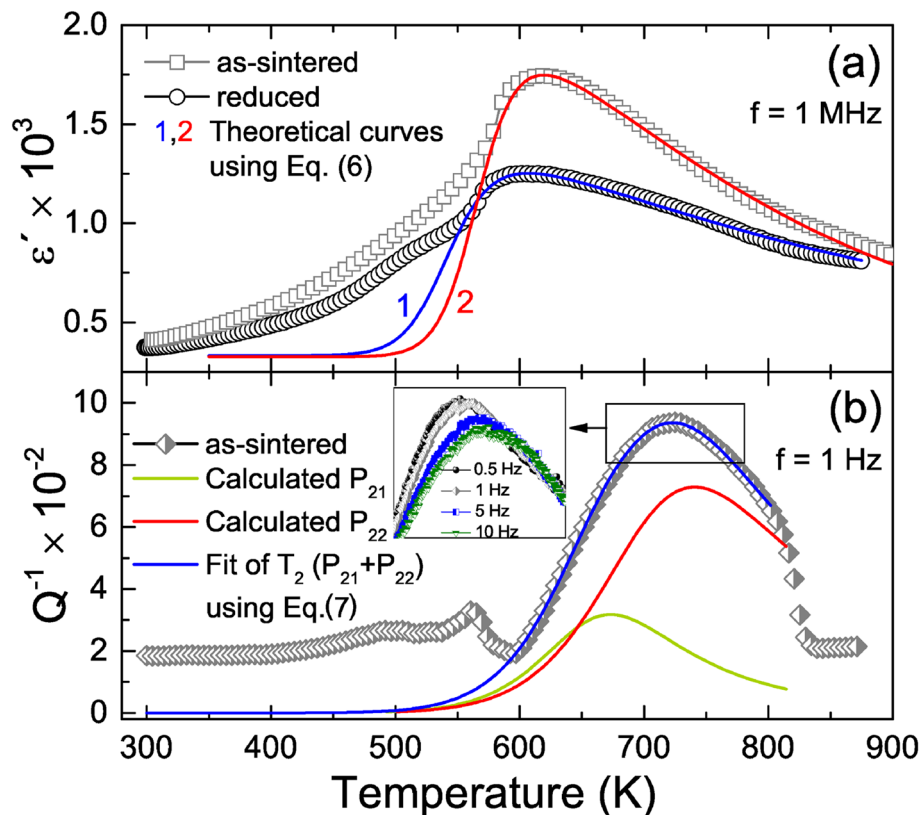 2.0
1.5
1.0
0.5
ε´ × 10³
as-sintered
reduced
1,2 Theoretical curves
using Eq. (6)
(a)
f = 1 MHz
1
2
10
8
6
4
2
0
Q⁻¹ × 10⁻²
as-sintered
Calculated P₂₁
Calculated P₂₂
Fit of T₂ (P₂₁+P₂₂)
using Eq.(7)
0.5 Hz
1 Hz
5 Hz
10 Hz
(b)
f = 1 Hz
300 400 500 600 700 800 900
Temperature (K)